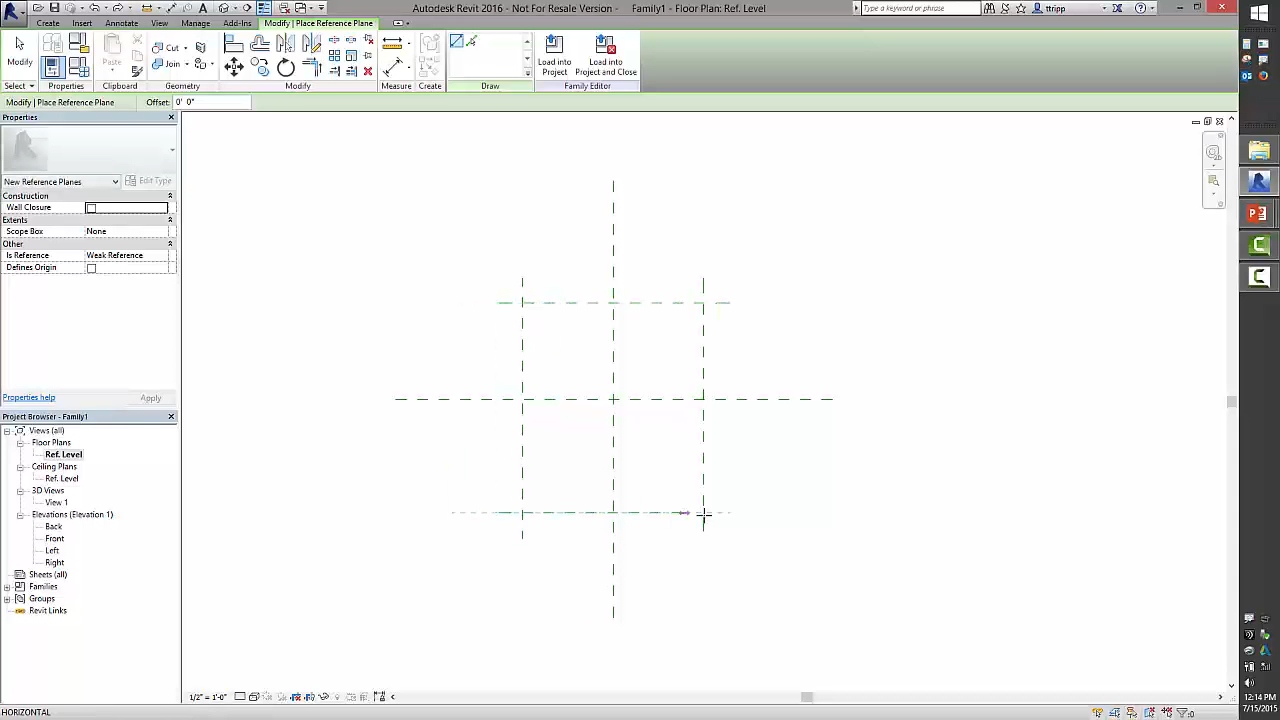 Autodesk Revit 2016 - Not For Resale Version - Family1 - Floor Plan: Ref. Level
Type a keyword or phrase
ttripp
Create Insert Annotate View Manage Add-Ins Modify | Place Reference Plane
Modify
Paste
Cut
Join
Load into Project
Load into Project and Close
Select Properties Clipboard Geometry Modify Measure Create Draw Family Editor
Modify | Place Reference Plane Offset: 0' 0"
Properties
New Reference Planes Edit Type
Construction
Wall Closure
Extents
Scope Box None
Other
Is Reference Weak Reference
Defines Origin
Properties help Apply
Project Browser - Family1
Views (all)
Floor Plans
Ref. Level
Ceiling Plans
Ref. Level
3D Views
View 1
Elevations (Elevation 1)
Back
Front
Left
Right
Sheets (all)
Families
Groups
Revit Links
1/2" = 1'-0"
HORIZONTAL
:0
12:14 PM
7/15/2015